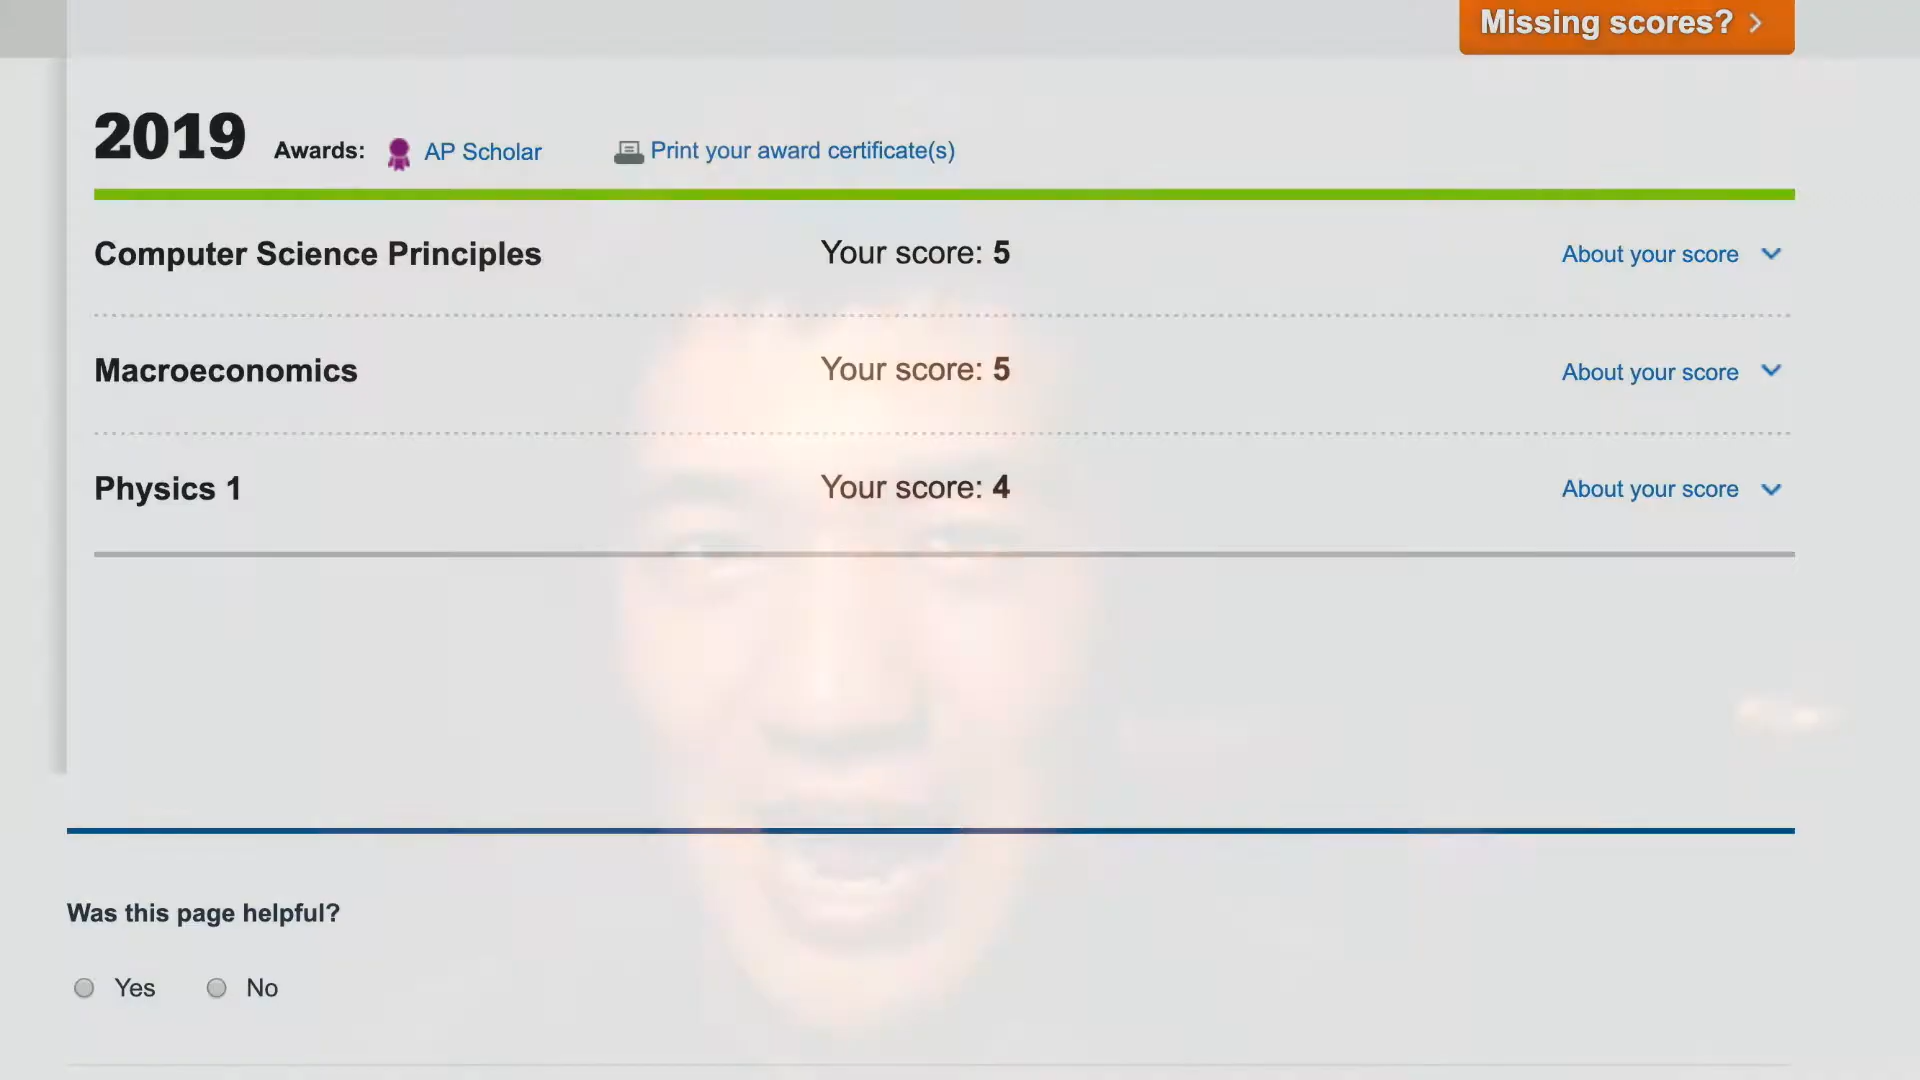 Missing scores?
2019 Awards: AP Scholar Print your award certificate(s)
Computer Science Principles Your score: 5 About your score
Macroeconomics Your score: 5 About your score
Physics 1 Your score: 4 About your score
Was this page helpful?
Yes No